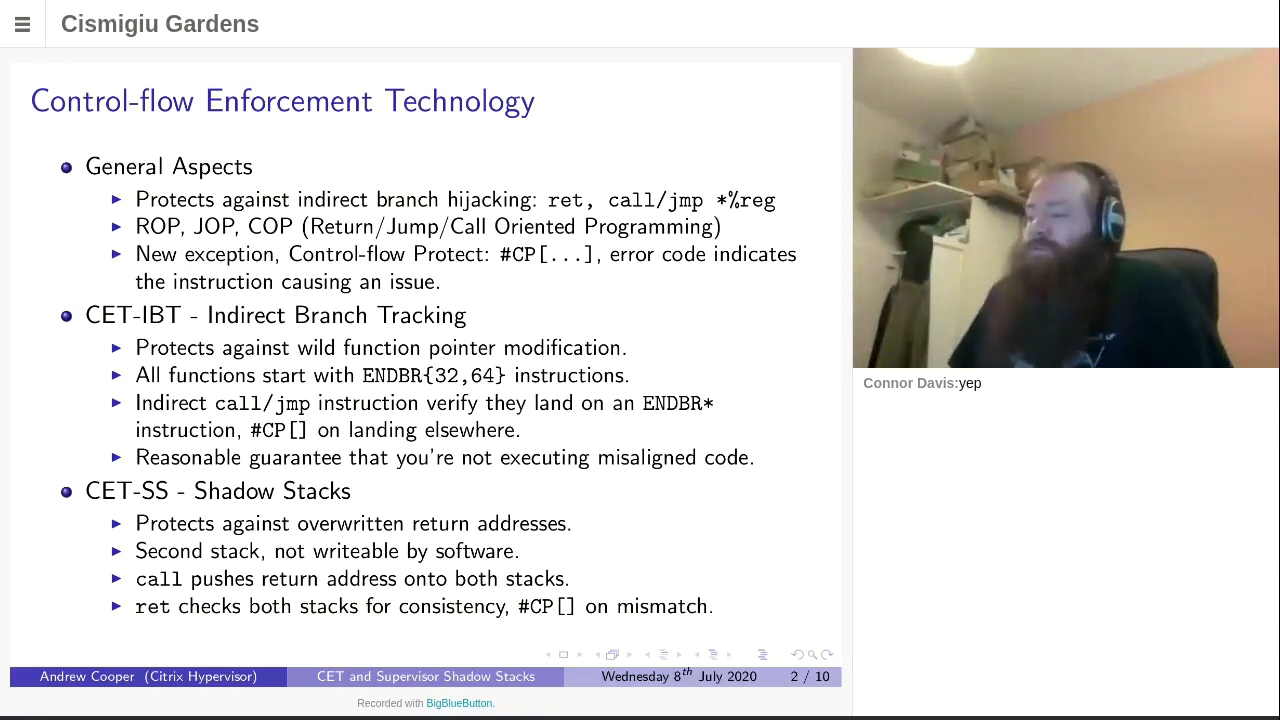 Cismigiu Gardens
Control-flow Enforcement Technology
General Aspects
Protects against indirect branch hijacking: ret, call/jmp *%reg
ROP, JOP, COP (Return/Jump/Call Oriented Programming)
New exception, Control-flow Protect: #CP[...], error code indicates
the instruction causing an issue.
CET-IBT - Indirect Branch Tracking
Protects against wild function pointer modification.
All functions start with ENDBR{32,64} instructions.
Indirect call/jmp instruction verify they land on an ENDBR*
instruction, #CP[] on landing elsewhere.
Reasonable guarantee that you're not executing misaligned code.
CET-SS - Shadow Stacks
Protects against overwritten return addresses.
Second stack, not writeable by software.
call pushes return address onto both stacks.
ret checks both stacks for consistency, #CP[] on mismatch.
Andrew Cooper (Citrix Hypervisor) CET and Supervisor Shadow Stacks Wednesday 8th July 2020 2 / 10
Recorded with BigBlueButton.
Connor Davis:yep